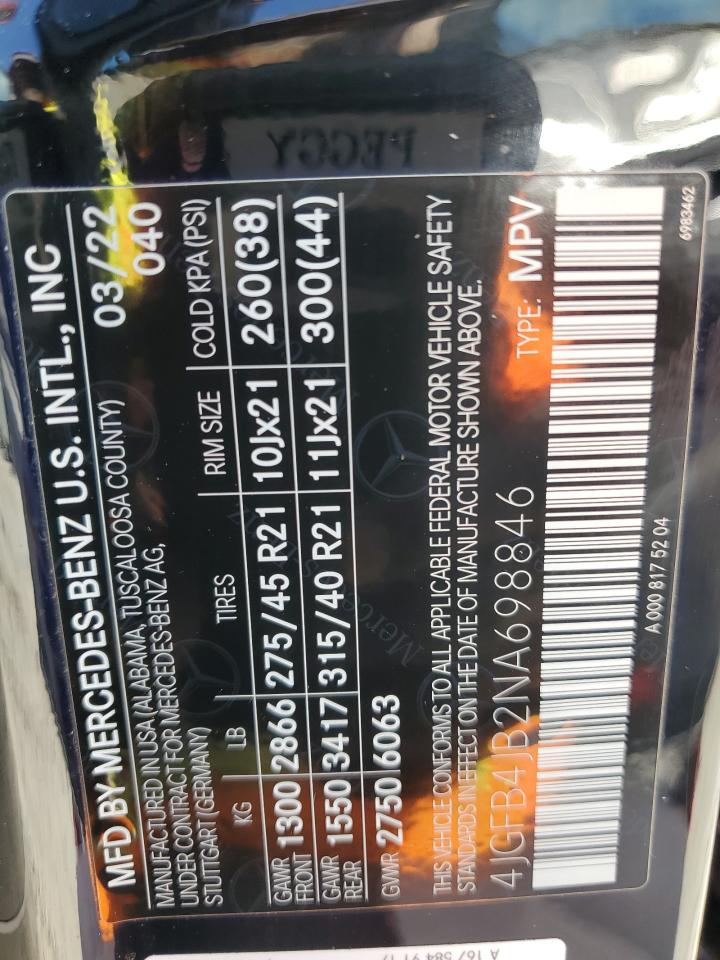 PEGGY
MFD BY MERCEDES-BENZ U.S. INTL., INC
MANUFACTURED IN USA (ALABAMA, TUSCALOOSA COUNTY) 03/22
UNDER CONTRACT FOR MERCEDES-BENZ AG, 040
STUTTGART (GERMANY)
KG LB TIRES RIM SIZE COLD KPA (PSI)
GAWR FRONT 1300 2866 275/45 R21 10Jx21 260(38)
GAWR REAR 1550 3417 315/40 R21 11Jx21 300(44)
GVWR 2750 6063
THIS VEHICLE CONFORMS TO ALL APPLICABLE FEDERAL MOTOR VEHICLE SAFETY
STANDARDS IN EFFECT ON THE DATE OF MANUFACTURE SHOWN ABOVE.
4JGFB4JB2NA698846 TYPE: MPV
A 000 817 52 04 6983462
A 167 584 91 17